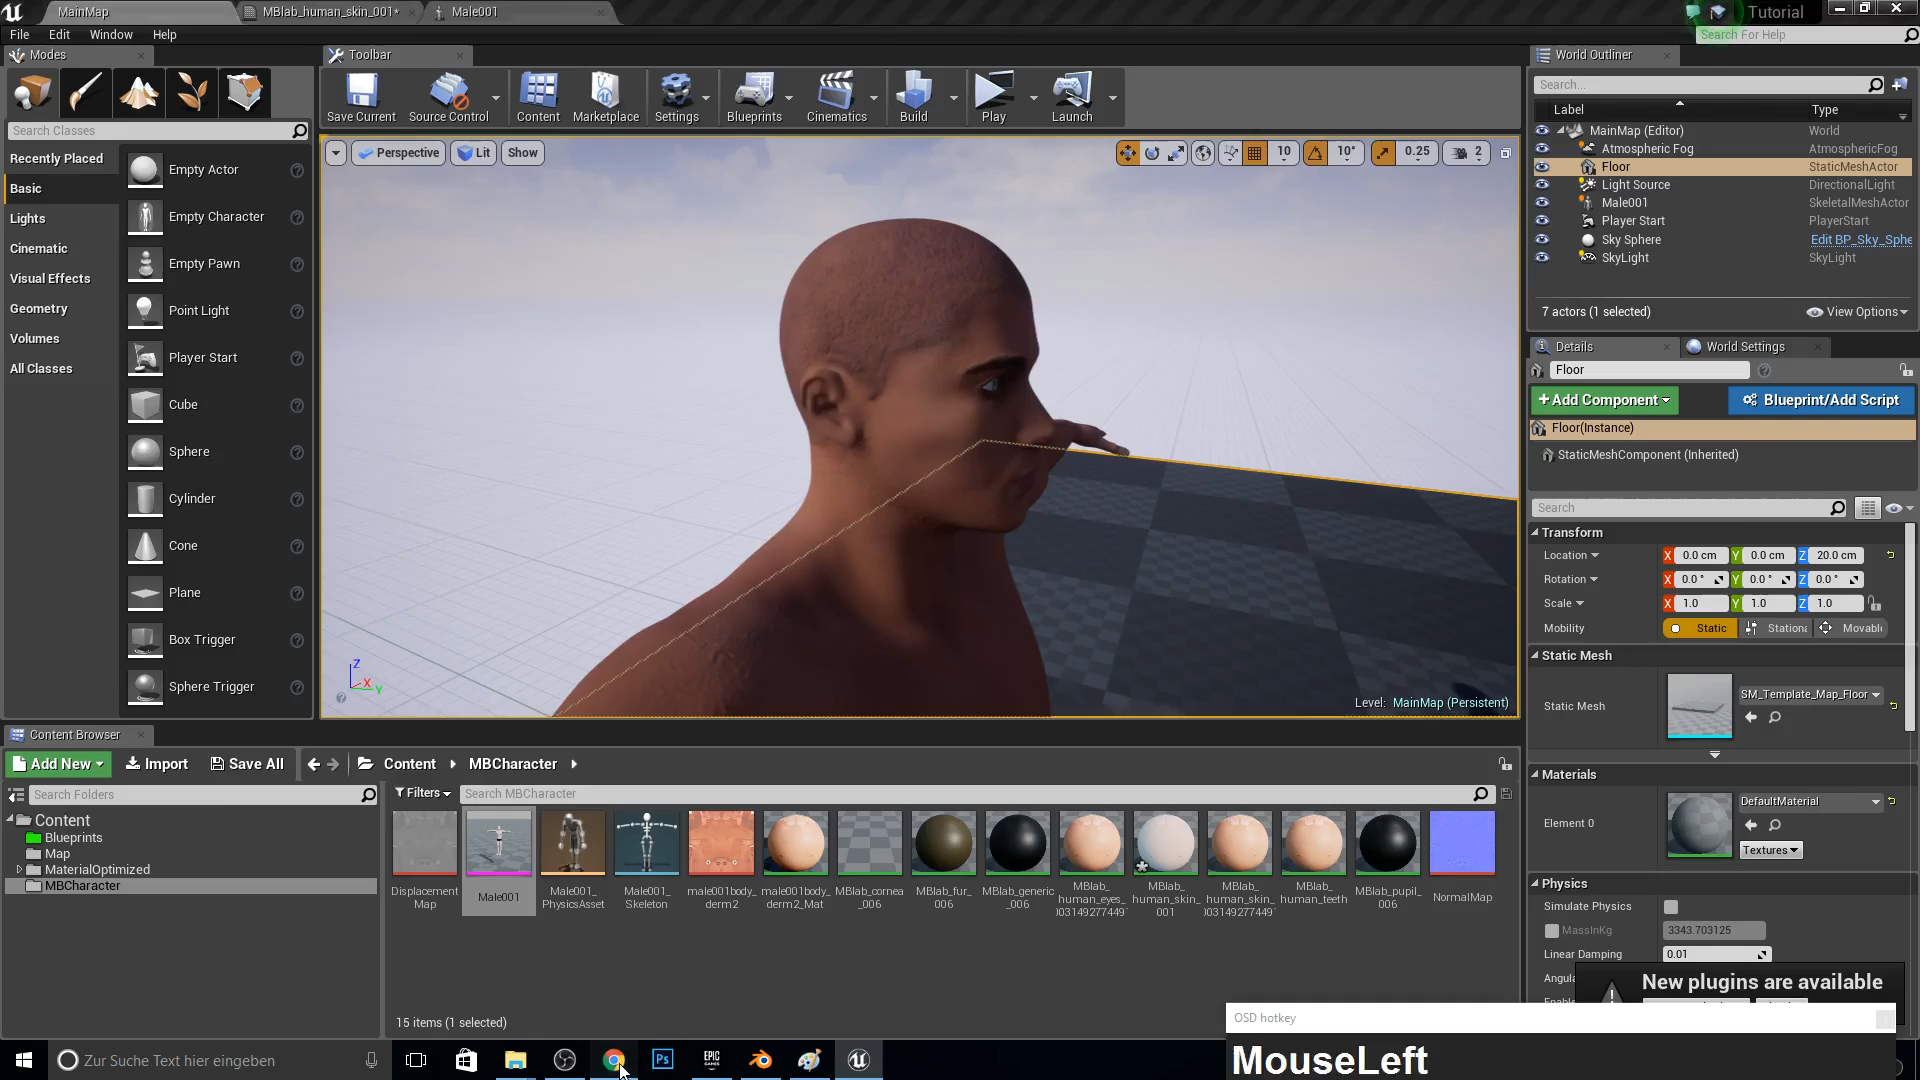 MainMap
MBlab_human_skin_001*
Male001
Tutorial
File Edit Window Help
Search For Help
Modes
Toolbar
World Outliner
Search Classes
Recently Placed
Basic
Lights
Cinematic
Visual Effects
Geometry
Volumes
All Classes
Empty Actor
Empty Character
Empty Pawn
Point Light
Player Start
Cube
Sphere
Cylinder
Cone
Plane
Box Trigger
Sphere Trigger
Save Current
Source Control
Content
Marketplace
Settings
Blueprints
Cinematics
Build
Play
Launch
Perspective
Lit
Show
10
10°
0.25
2
Z
X
Y
Level: MainMap (Persistent)
Search...
Label Type
MainMap (Editor) World
Atmospheric Fog AtmosphericFog
Floor StaticMeshActor
Light Source DirectionalLight
Male001 SkeletalMeshActor
Player Start PlayerStart
Sky Sphere Edit BP_Sky_Sphe
SkyLight SkyLight
7 actors (1 selected)
View Options
Details
World Settings
Floor
+Add Component
Blueprint/Add Script
Floor(Instance)
StaticMeshComponent (Inherited)
Search
Transform
Location X 0.0 cm Y 0.0 cm Z 20.0 cm
Rotation X 0.0 ° Y 0.0 ° Z 0.0 °
Scale X 1.0 Y 1.0 Z 1.0
Mobility Static Stationa Movabl
Static Mesh
Static Mesh
SM_Template_Map_Floor
Materials
Element 0
DefaultMaterial
Textures
Physics
Simulate Physics
MassInKg 3343.703125
Linear Damping 0.01
Angula
New plugins are available
Content Browser
Add New
Import
Save All
Content
MBCharacter
Search Folders
Filters
Search MBCharacter
Content
Blueprints
Map
MaterialOptimized
MBCharacter
Displacement
Map
Male001
Male001_
PhysicsAsset
Male001_
Skeleton
male001body_
derm2
male001body_
derm2_Mat
MBlab_cornea_
006
MBlab_fur_
006
MBlab_generic_
006
MBlab_
human_eyes_
MBlab_
human_skin_
001
MBlab_
human_skin_
MBlab_
human_teeth
MBlab_pupil_
006
NormalMap
15 items (1 selected)
OSD hotkey
MouseLeft
Zur Suche Text hier eingeben
Ps
EPIC
GAMES